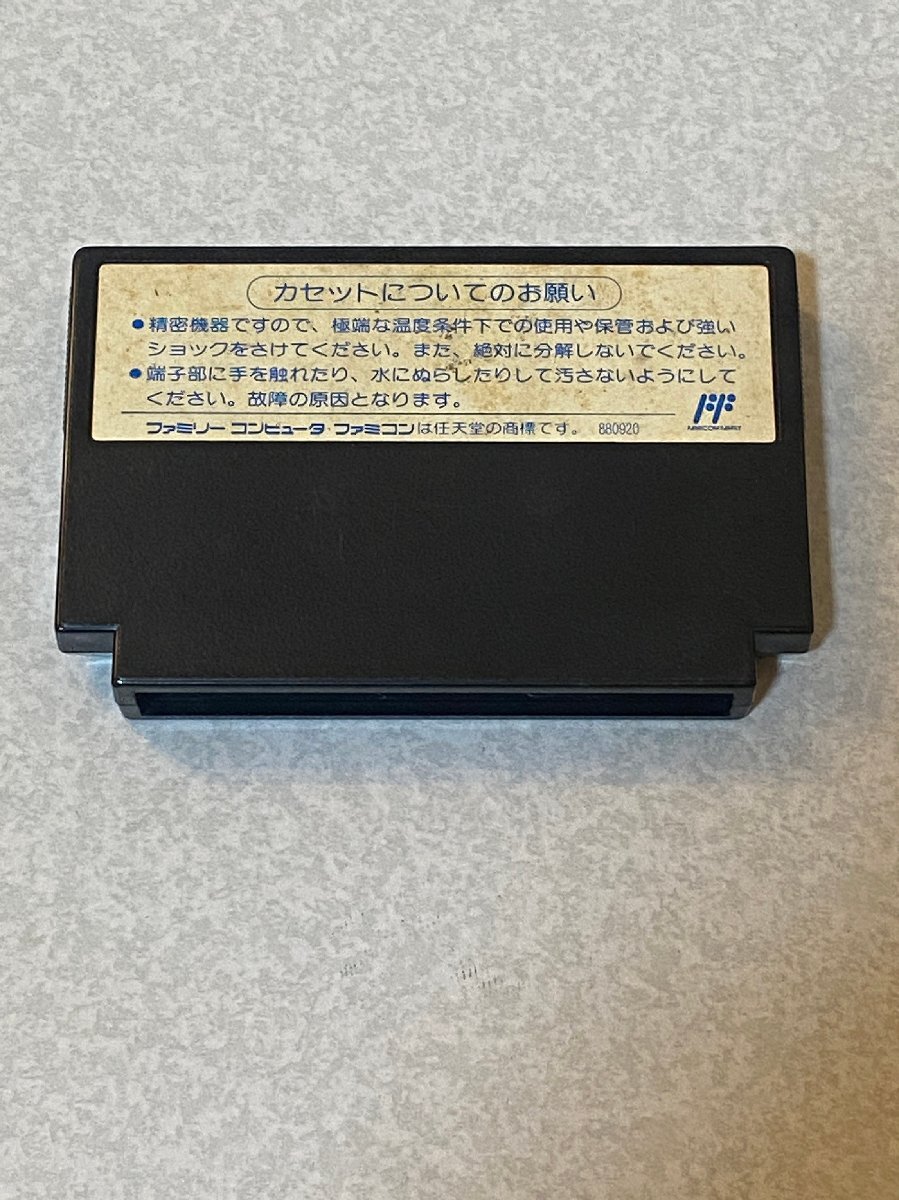 カセットについてのお願い
●精密機器ですので、極端な温度条件下での使用や保管および強い
ショックをさけてください。また、絶対に分解しないでください。
●端子部に手を触れたり、水にぬらしたりして汚さないようにして
ください。故障の原因となります。
ファミリーコンピュータ・ファミコンは任天堂の商標です。 880920